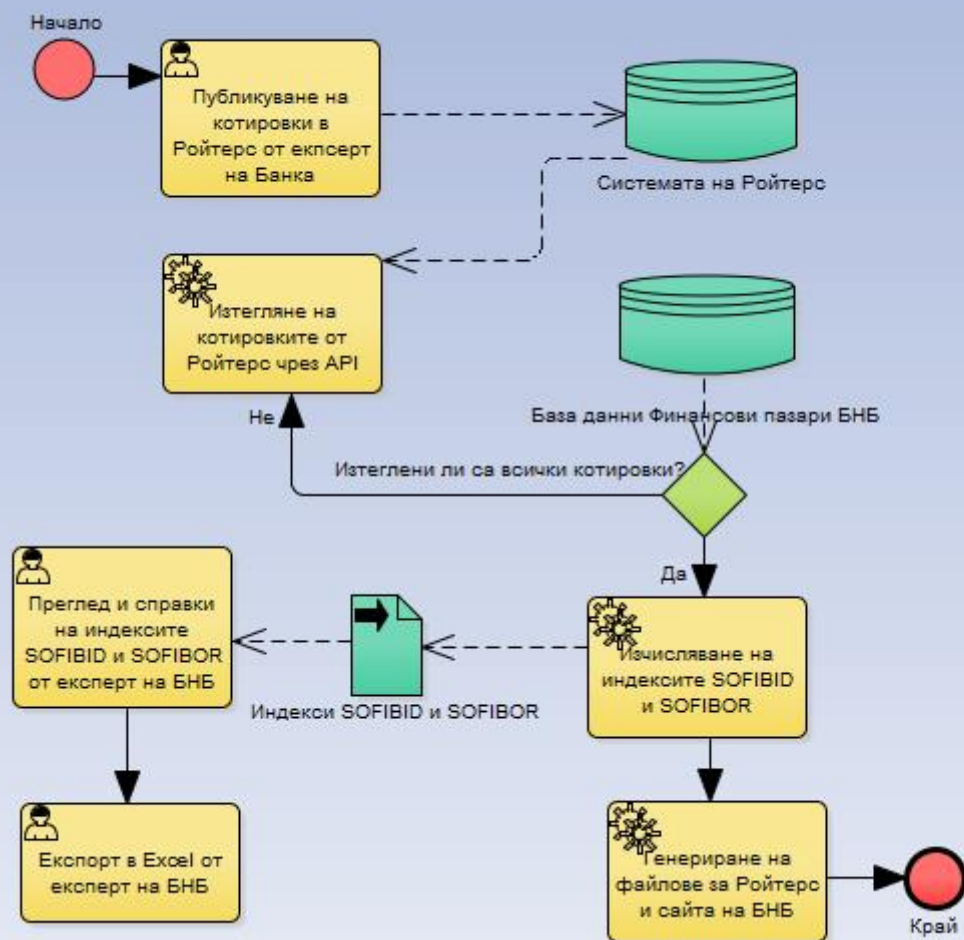 Начало
Публикуване на
котировки в
Ройтерс от екпсерт
на Банка
Системата на Ройтерс
Изтегляне на
котировките от
Ройтерс чрез API
База данни Финансови пазари БНБ
Не
Изтеглени ли са всички котировки?
Да
Преглед и справки
на индексите
SOFIBID и SOFIBOR
от експерт на БНБ
Индекси SOFIBID и SOFIBOR
Изчисляване на
индексите SOFIBID
и SOFIBOR
Експорт в Excel от
експерт на БНБ
Генериране на
файлове за Ройтерс
и сайта на БНБ
Край